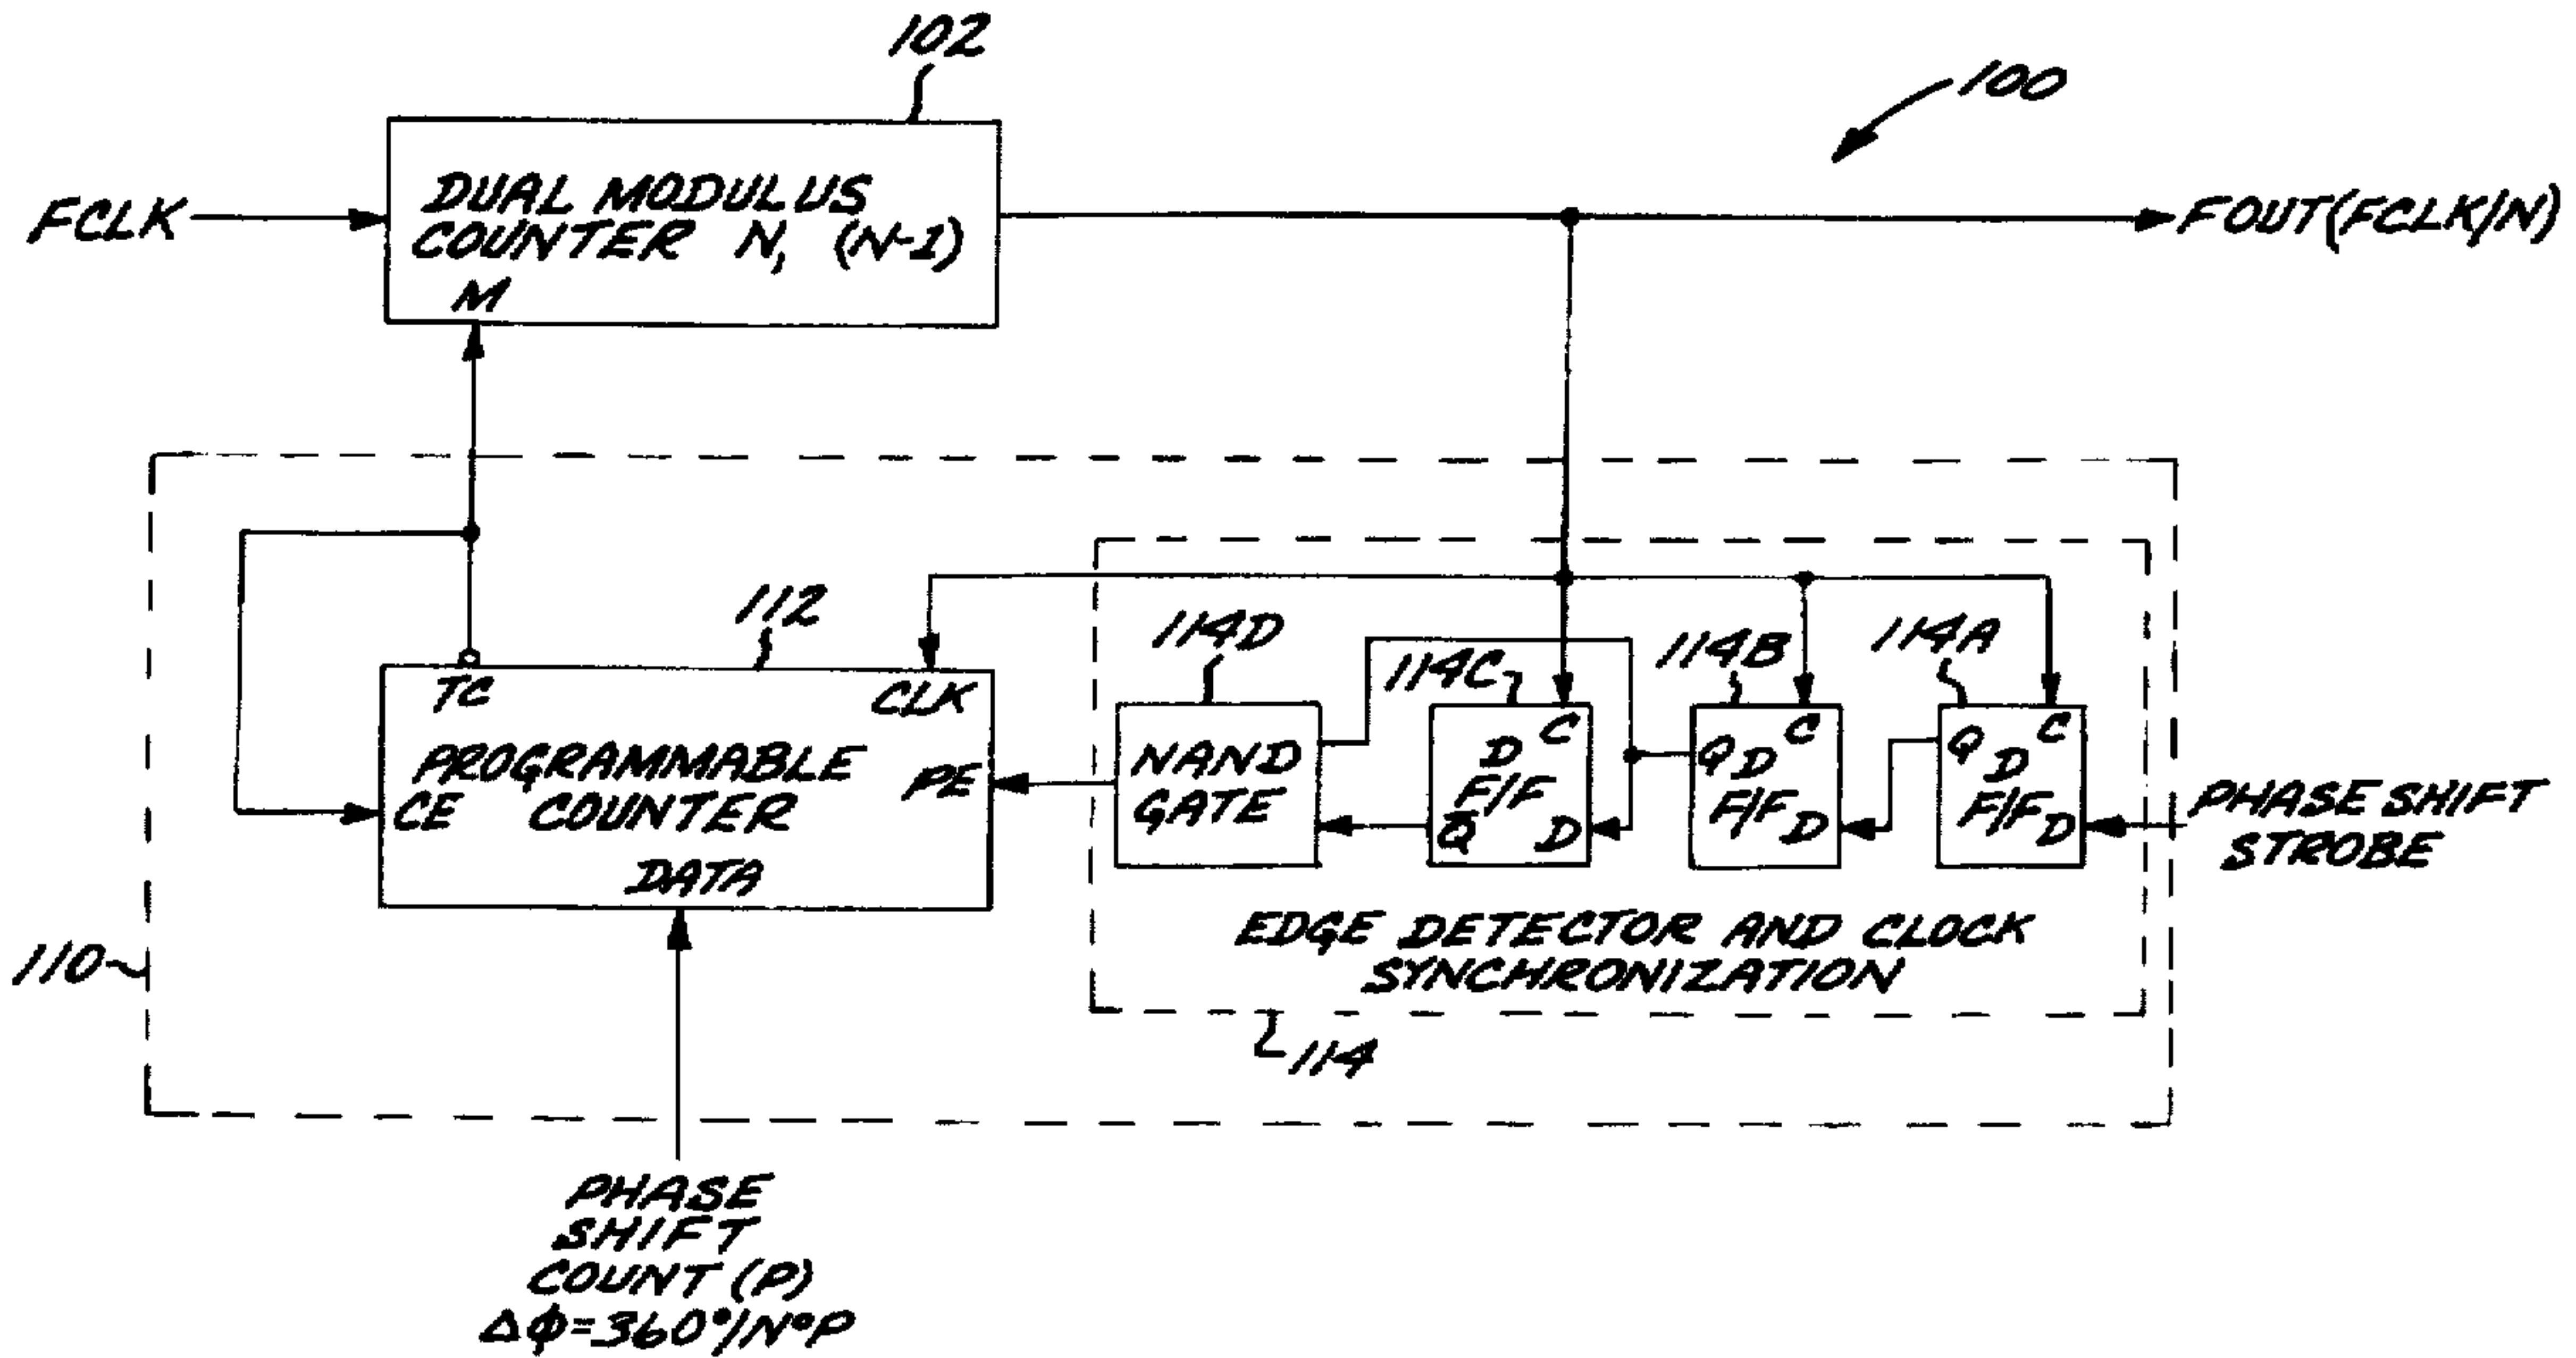 102
100
FCLK
DUAL MODULUS
COUNTER N, (N-1)
M
FOUT(FCLK/N)
112
TC
CLK
PROGRAMMABLE
COUNTER
CE
PE
DATA
114D
114C
114B
114A
NAND
GATE
D C
F/F
Q̅ D
Q D C
F/F D
Q D C
F/F D
PHASE SHIFT
STROBE
EDGE DETECTOR AND CLOCK
SYNCHRONIZATION
110
114
PHASE
SHIFT
COUNT (P)
Δϕ=360°/N°P